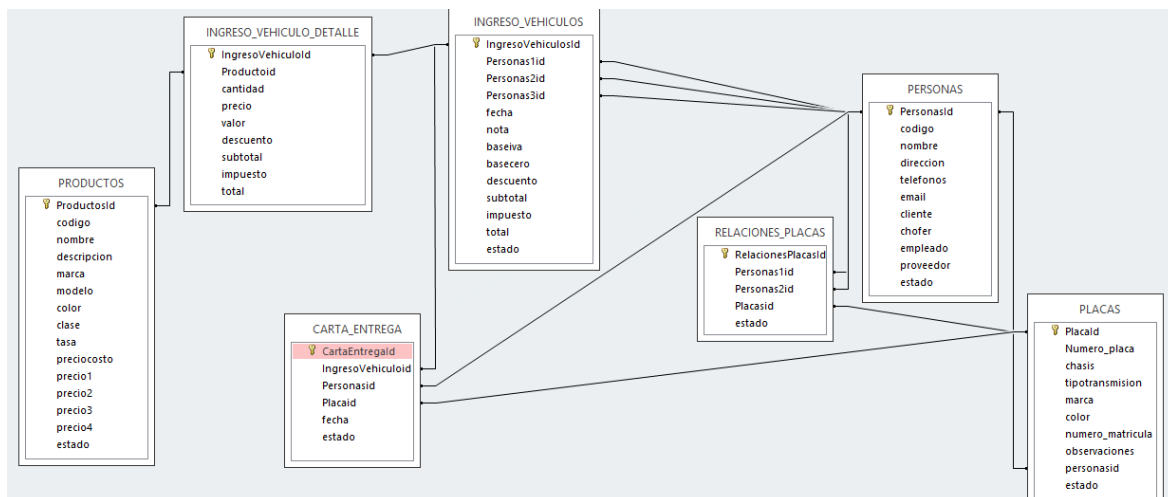 INGRESO_VEHICULO_DETALLE
IngresoVehiculoId
Productoid
cantidad
precio
valor
descuento
subtotal
impuesto
total
INGRESO_VEHICULOS
IngresoVehiculosId
Personas1id
Personas2id
Personas3id
fecha
nota
baseiva
basecero
descuento
subtotal
impuesto
total
estado
PERSONAS
PersonasId
codigo
nombre
direccion
telefonos
email
cliente
chofer
empleado
proveedor
estado
PRODUCTOS
ProductosId
codigo
nombre
descripcion
marca
modelo
color
clase
tasa
preciocosto
precio1
precio2
precio3
precio4
estado
RELACIONES_PLACAS
RelacionesPlacasId
Personas1id
Personas2id
Placasid
estado
CARTA_ENTREGA
CartaEntregaId
IngresoVehiculoid
Personasid
Placaid
fecha
estado
PLACAS
PlacaId
Numero_placa
chasis
tipotransmision
marca
color
numero_matricula
observaciones
personasid
estado